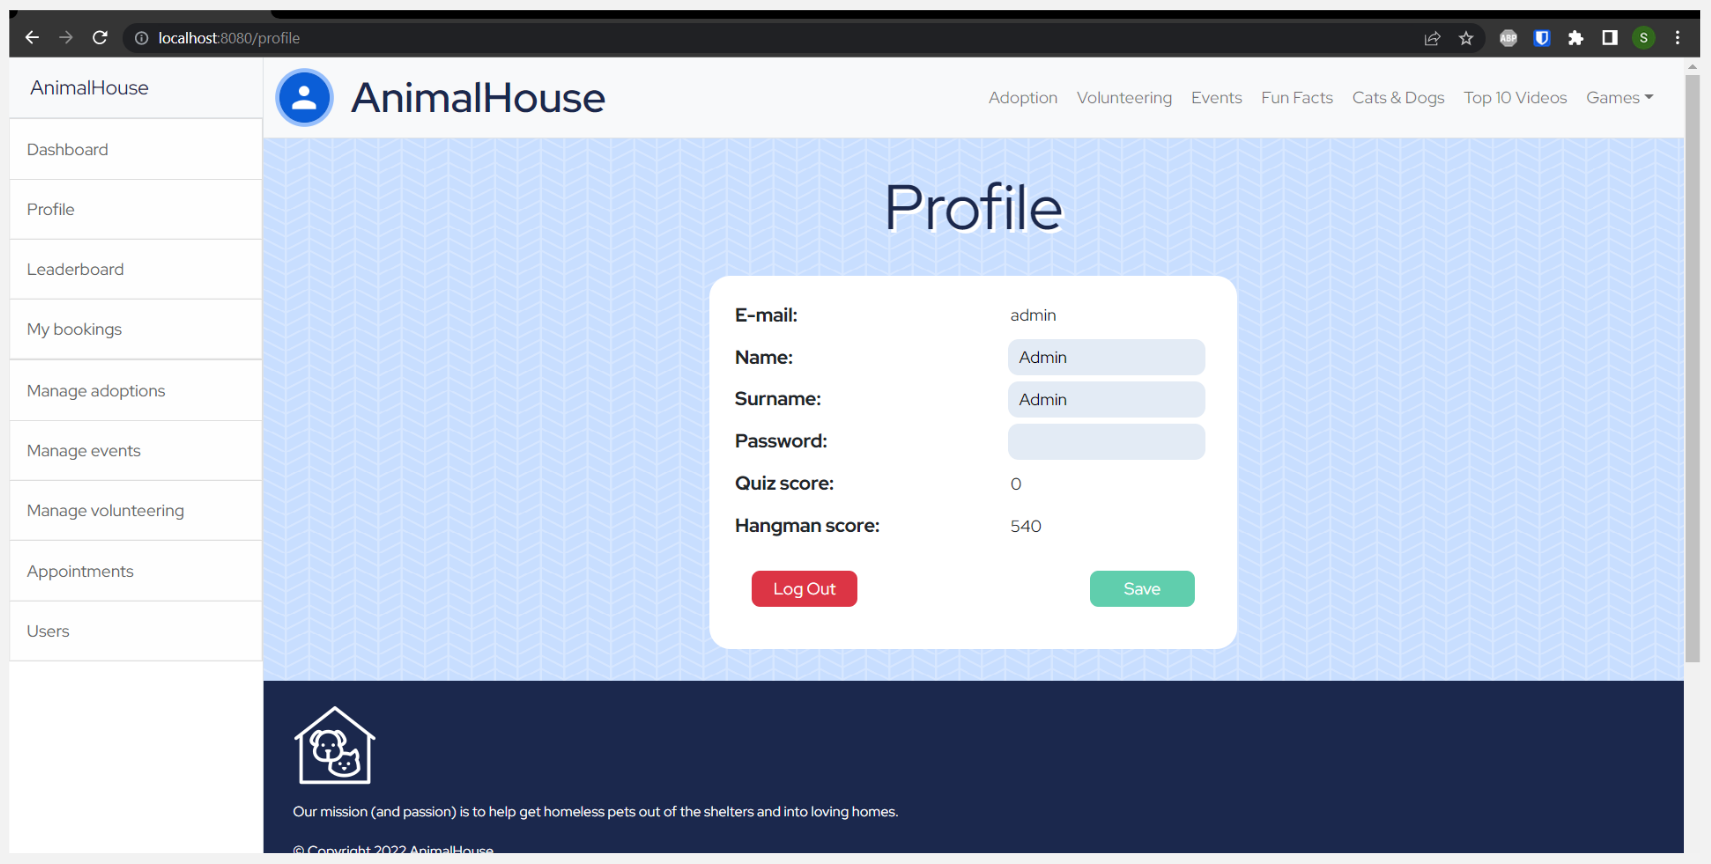 localhost:8080/profile
ABP
S
AnimalHouse
Dashboard
Profile
Leaderboard
My bookings
Manage adoptions
Manage events
Manage volunteering
Appointments
Users
AnimalHouse
Adoption Volunteering Events Fun Facts Cats & Dogs Top 10 Videos Games
Profile
E-mail: admin
Name: Admin
Surname: Admin
Password:
Quiz score: 0
Hangman score: 540
Log Out Save
Our mission (and passion) is to help get homeless pets out of the shelters and into loving homes.
© Copyright 2022 AnimalHouse